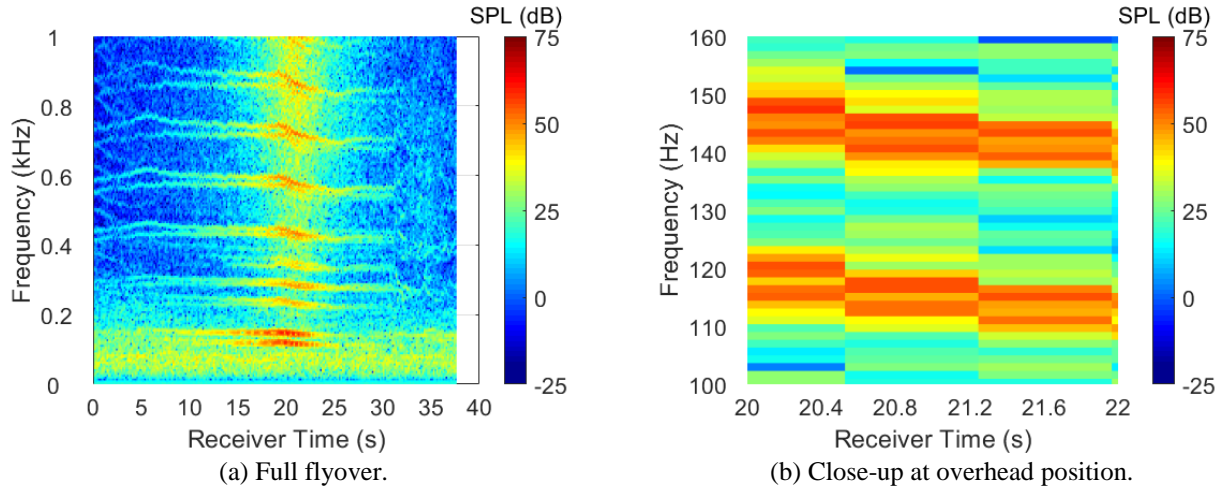 SPL (dB)
75
50
25
0
-25
1
0.8
0.6
0.4
0.2
0
Frequency (kHz)
0 5 10 15 20 25 30 35 40
Receiver Time (s)
(a) Full flyover.
SPL (dB)
75
50
25
0
-25
160
150
140
130
120
110
100
Frequency (Hz)
20 20.4 20.8 21.2 21.6 22
Receiver Time (s)
(b) Close-up at overhead position.